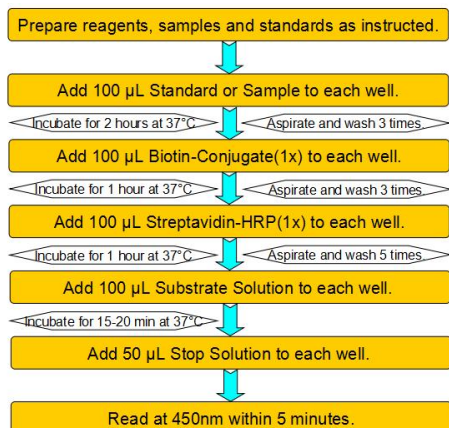 Prepare reagents, samples and standards as instructed.
Add 100 µL Standard or Sample to each well.
Incubate for 2 hours at 37°C
Aspirate and wash 3 times.
Add 100 µL Biotin-Conjugate(1x) to each well.
Incubate for 1 hour at 37°C
Aspirate and wash 3 times.
Add 100 µL Streptavidin-HRP(1x) to each well.
Incubate for 1 hour at 37°C
Aspirate and wash 5 times.
Add 100 µL Substrate Solution to each well.
Incubate for 15-20 min at 37°C
Add 50 µL Stop Solution to each well.
Read at 450nm within 5 minutes.